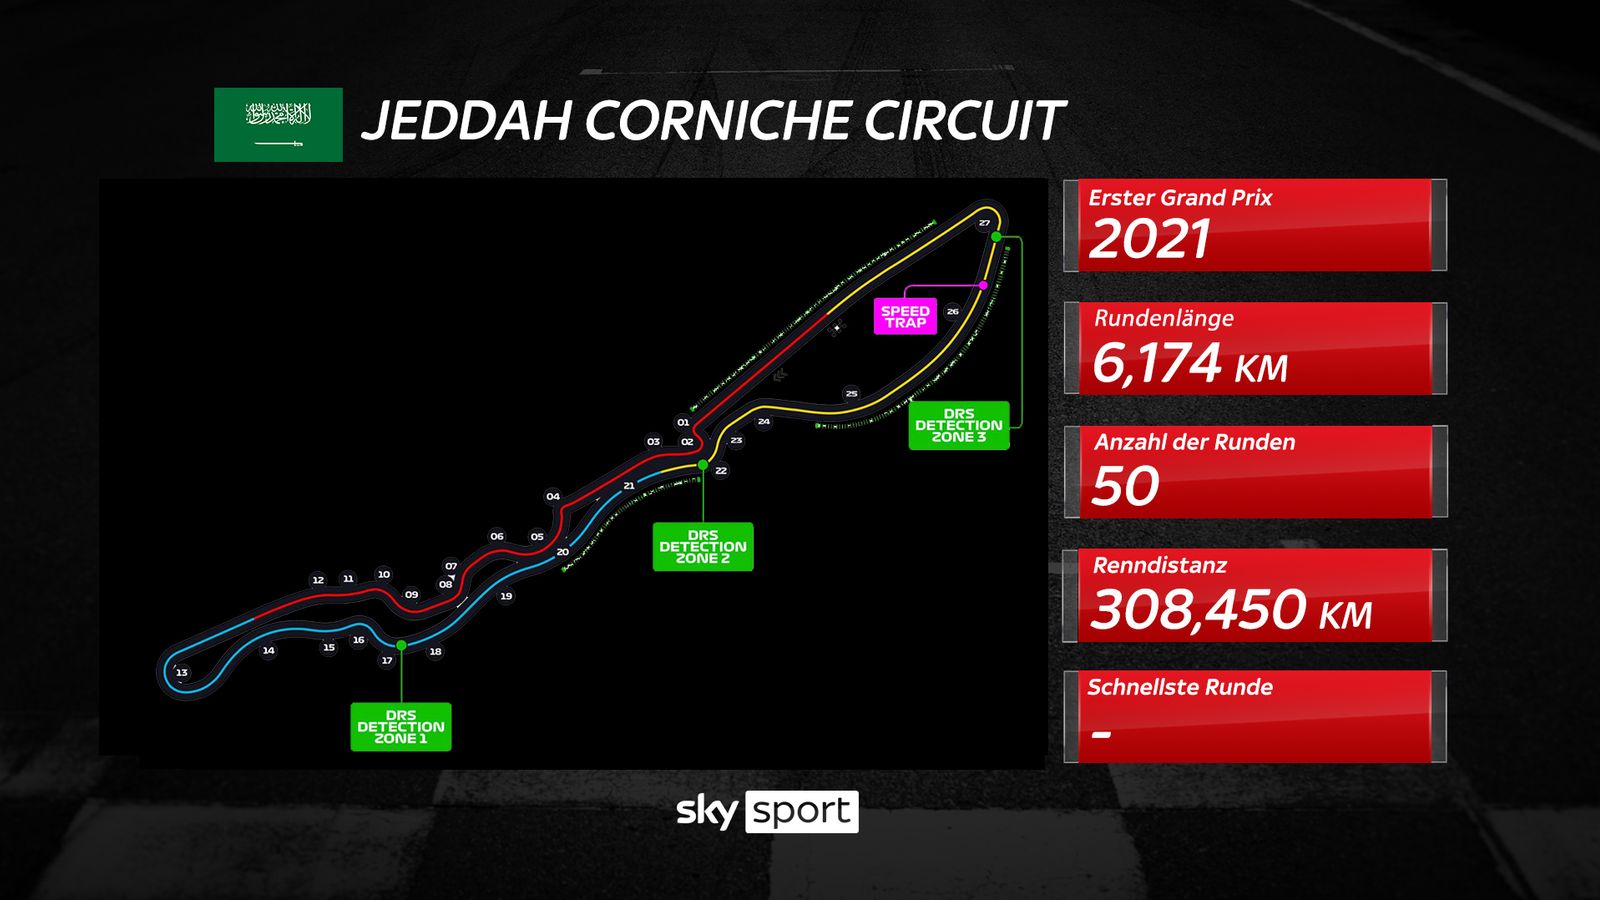 JEDDAH CORNICHE CIRCUIT
Erster Grand Prix
2021
Rundenlänge
6,174 KM
Anzahl der Runden
50
Renndistanz
308,450 KM
Schnellste Runde
-
27
SPEED
TRAP
26
25
DRS
DETECTION
ZONE 3
24
01
23
03
02
22
21
04
06
05
DRS
DETECTION
ZONE 2
20
07
10
12
11
08
09
19
16
15
14
18
17
13
DRS
DETECTION
ZONE 1
sky sport